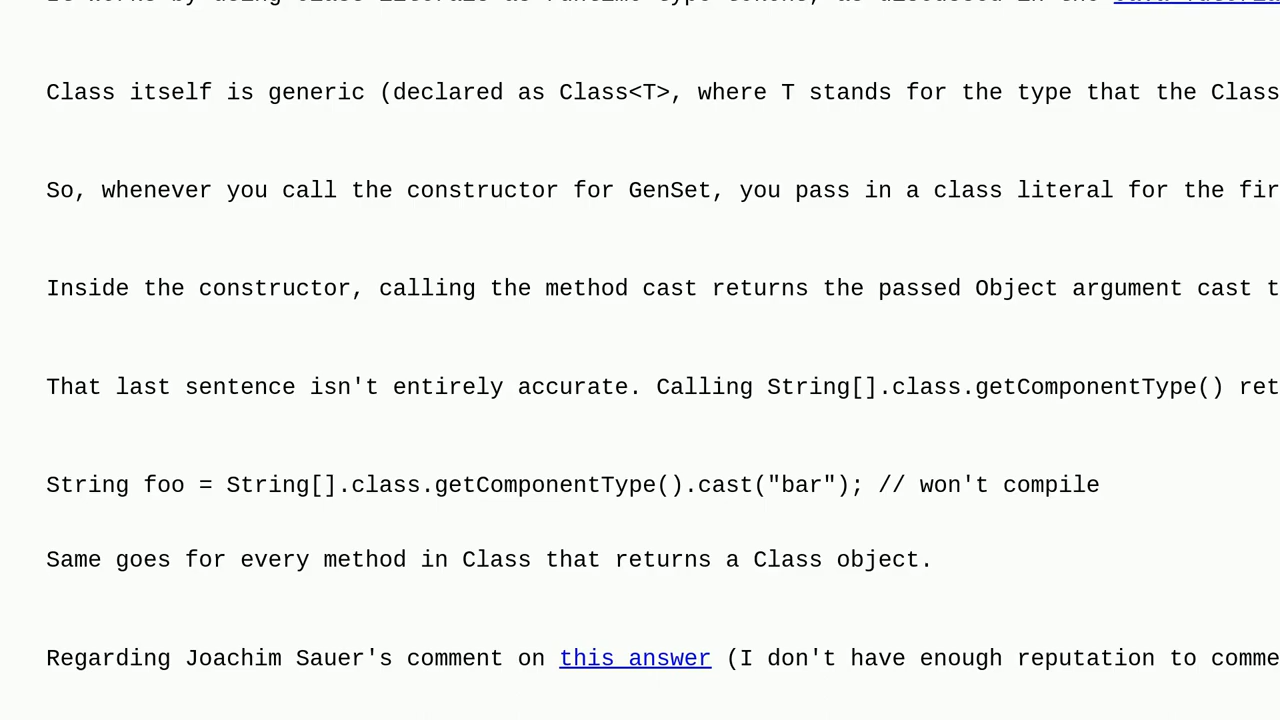 Class itself is generic (declared as Class<T>, where T stands for the type that the Class
So, whenever you call the constructor for GenSet, you pass in a class literal for the fir
Inside the constructor, calling the method cast returns the passed Object argument cast t
That last sentence isn't entirely accurate. Calling String[].class.getComponentType() ret
String foo = String[].class.getComponentType().cast("bar"); // won't compile
Same goes for every method in Class that returns a Class object.
Regarding Joachim Sauer's comment on this answer (I don't have enough reputation to comme